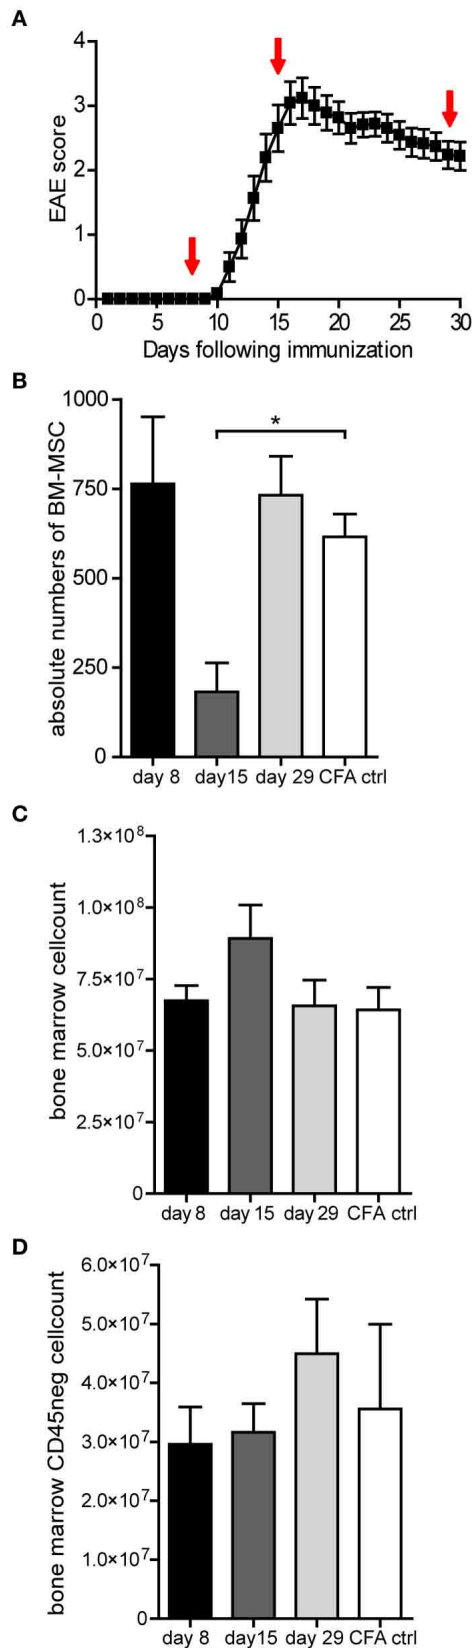 A
EAE score
4
3
2
1
0
0 5 10 15 20 25 30
Days following immunization
B
absolute numbers of BM-MSC
1000
750
500
250
0
*
day 8 day15 day 29 CFA ctrl
C
bone marrow cellcount
1.3×10⁸
1.0×10⁸
7.5×10⁷
5.0×10⁷
2.5×10⁷
0
day 8 day 15 day 29 CFA ctrl
D
bone marrow CD45neg cellcount
6.0×10⁷
5.0×10⁷
4.0×10⁷
3.0×10⁷
2.0×10⁷
1.0×10⁷
0
day 8 day15 day 29 CFA ctrl